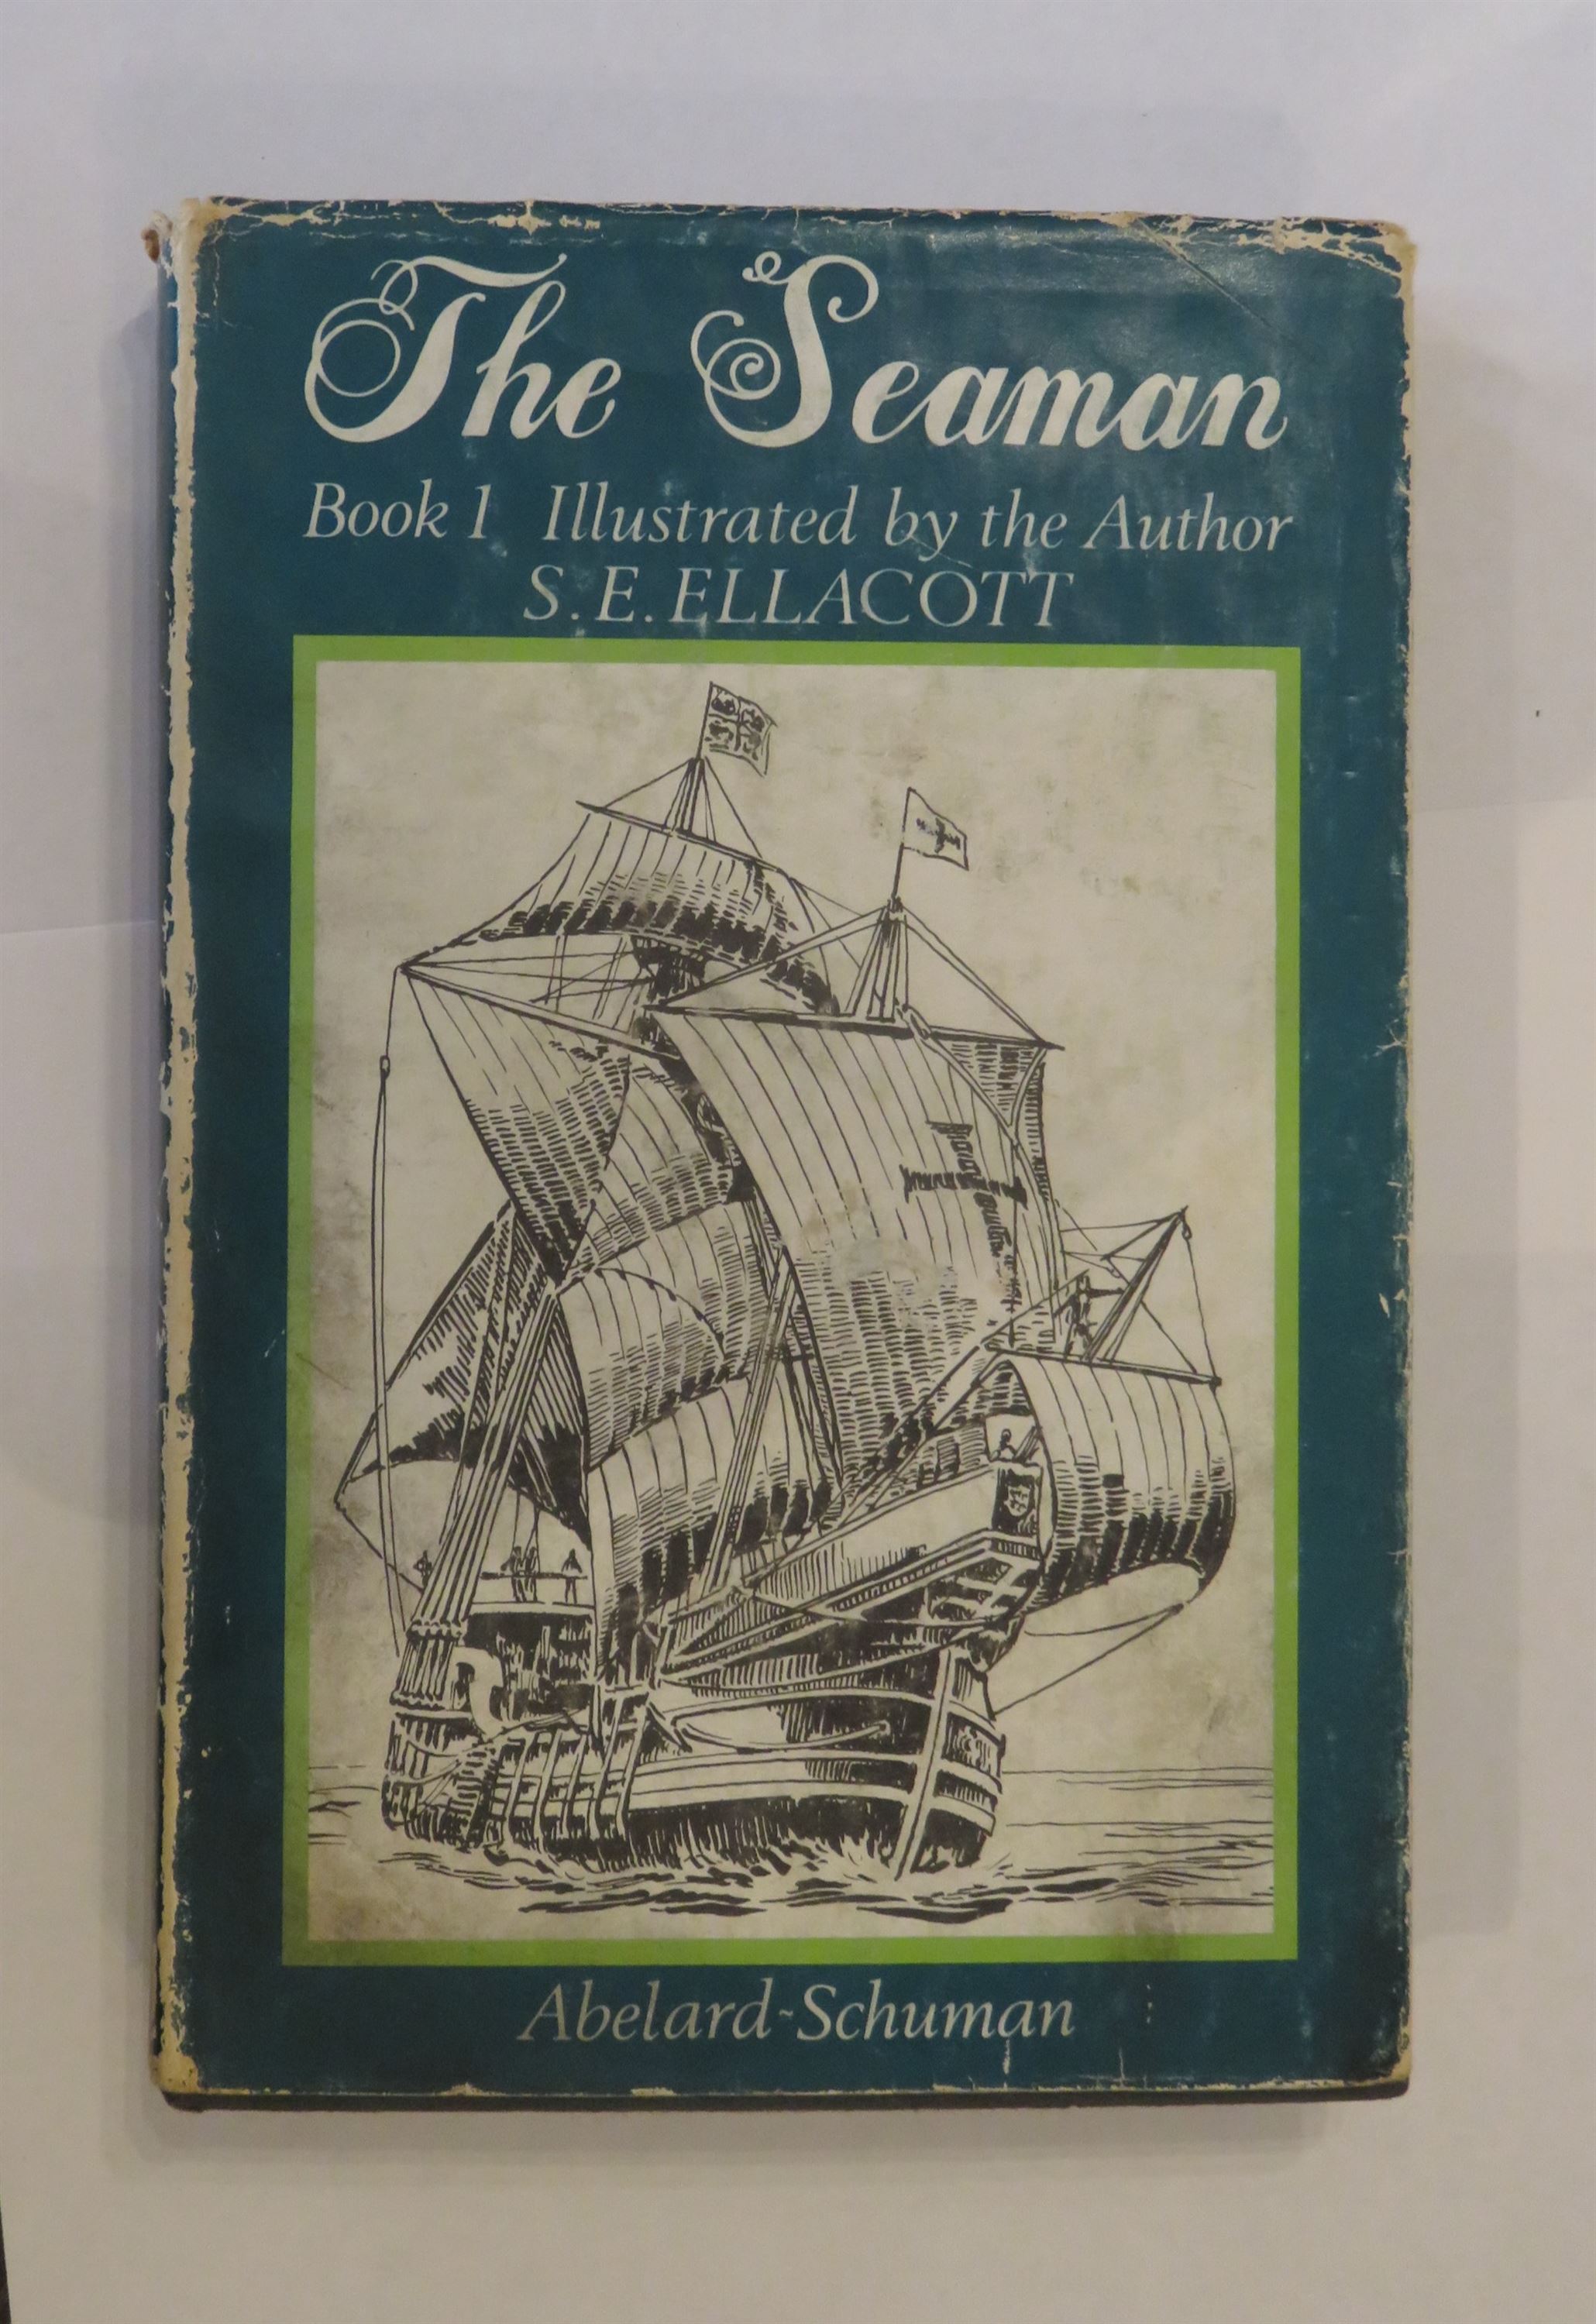 The Seaman
Book 1 Illustrated by the Author
S.E.ELLACOTT
Abelard-Schuman